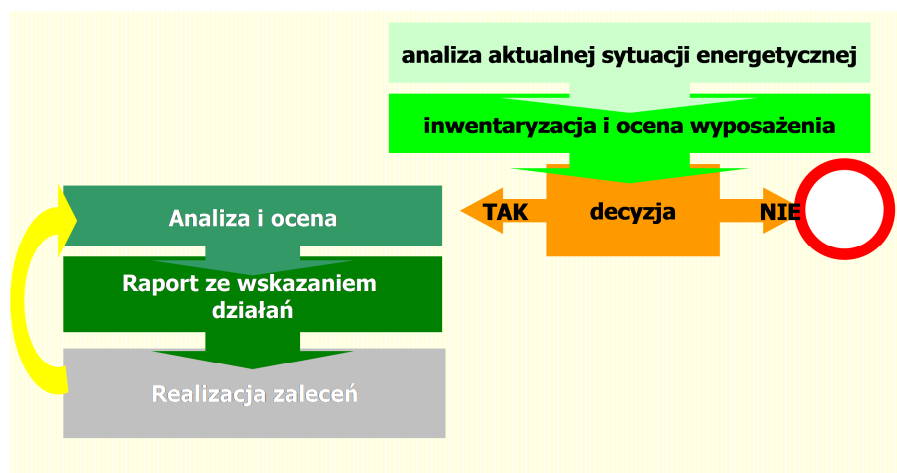 analiza aktualnej sytuacji energetycznej
inwentaryzacja i ocena wyposażenia
TAK
decyzja
NIE
Analiza i ocena
Raport ze wskazaniem
działań
Realizacja zaleceń